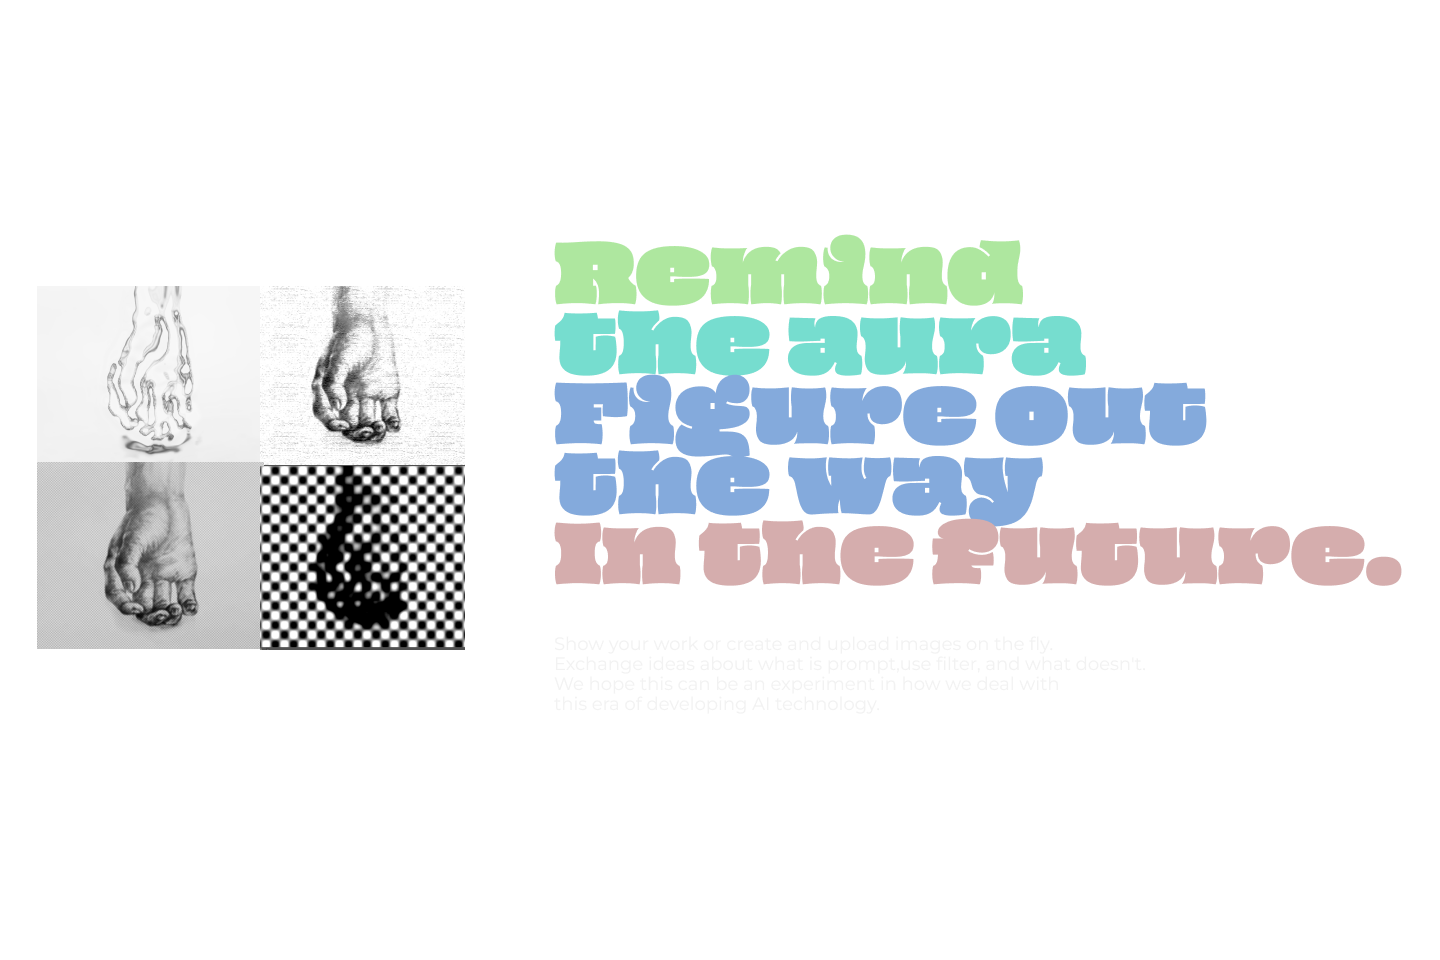 Remind
the aura
Figure out
the way
In the future.
Show your work or create and upload images on the fly.
Exchange ideas about what is prompt,use filter, and what doesn't.
We hope this can be an experiment in how we deal with
this era of developing AI technology.